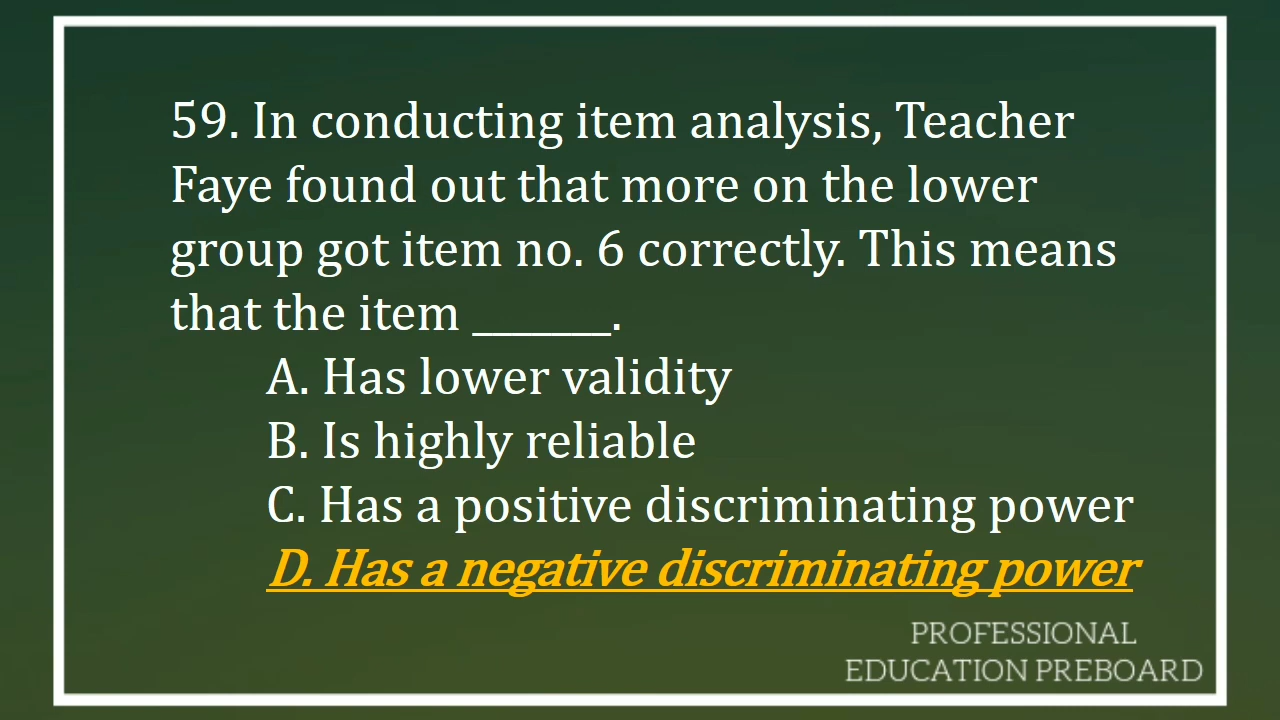 59. In conducting item analysis, Teacher
Faye found out that more on the lower
group got item no. 6 correctly. This means
that the item _______.
A. Has lower validity
B. Is highly reliable
C. Has a positive discriminating power
D. Has a negative discriminating power
PROFESSIONAL
EDUCATION PREBOARD